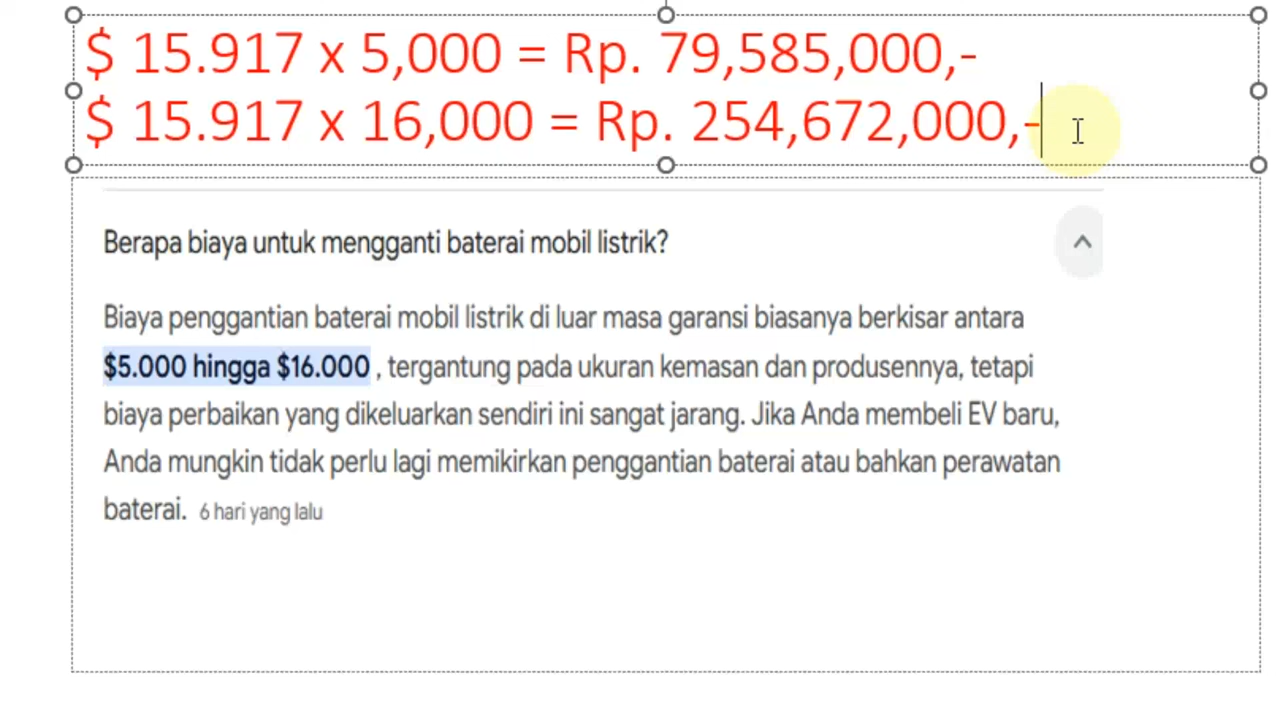 $ 15.917 x 5,000 = Rp. 79,585,000,-
$ 15.917 x 16,000 = Rp. 254,672,000,-
Berapa biaya untuk mengganti baterai mobil listrik?
Biaya penggantian baterai mobil listrik di luar masa garansi biasanya berkisar antara
$5.000 hingga $16.000 , tergantung pada ukuran kemasan dan produsennya, tetapi
biaya perbaikan yang dikeluarkan sendiri ini sangat jarang. Jika Anda membeli EV baru,
Anda mungkin tidak perlu lagi memikirkan penggantian baterai atau bahkan perawatan
baterai. 6 hari yang lalu